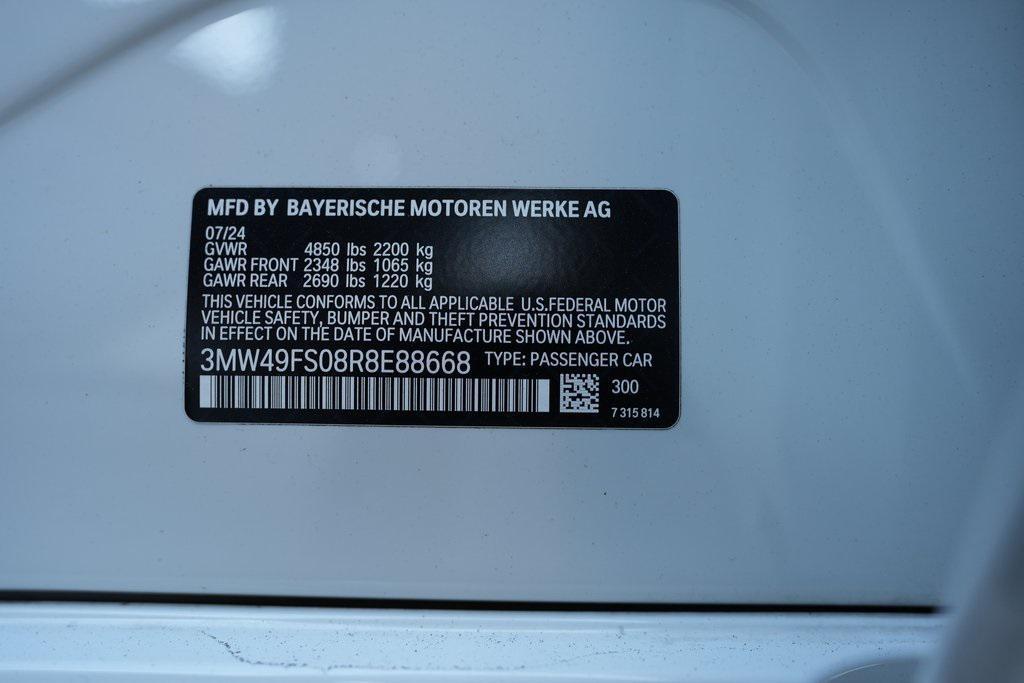 MFD BY BAYERISCHE MOTOREN WERKE AG
07/24
GVWR 4850 lbs 2200 kg
GAWR FRONT 2348 lbs 1065 kg
GAWR REAR 2690 lbs 1220 kg
THIS VEHICLE CONFORMS TO ALL APPLICABLE U.S.FEDERAL MOTOR
VEHICLE SAFETY, BUMPER AND THEFT PREVENTION STANDARDS
IN EFFECT ON THE DATE OF MANUFACTURE SHOWN ABOVE.
3MW49FS08R8E88668 TYPE: PASSENGER CAR
300
7 315 814